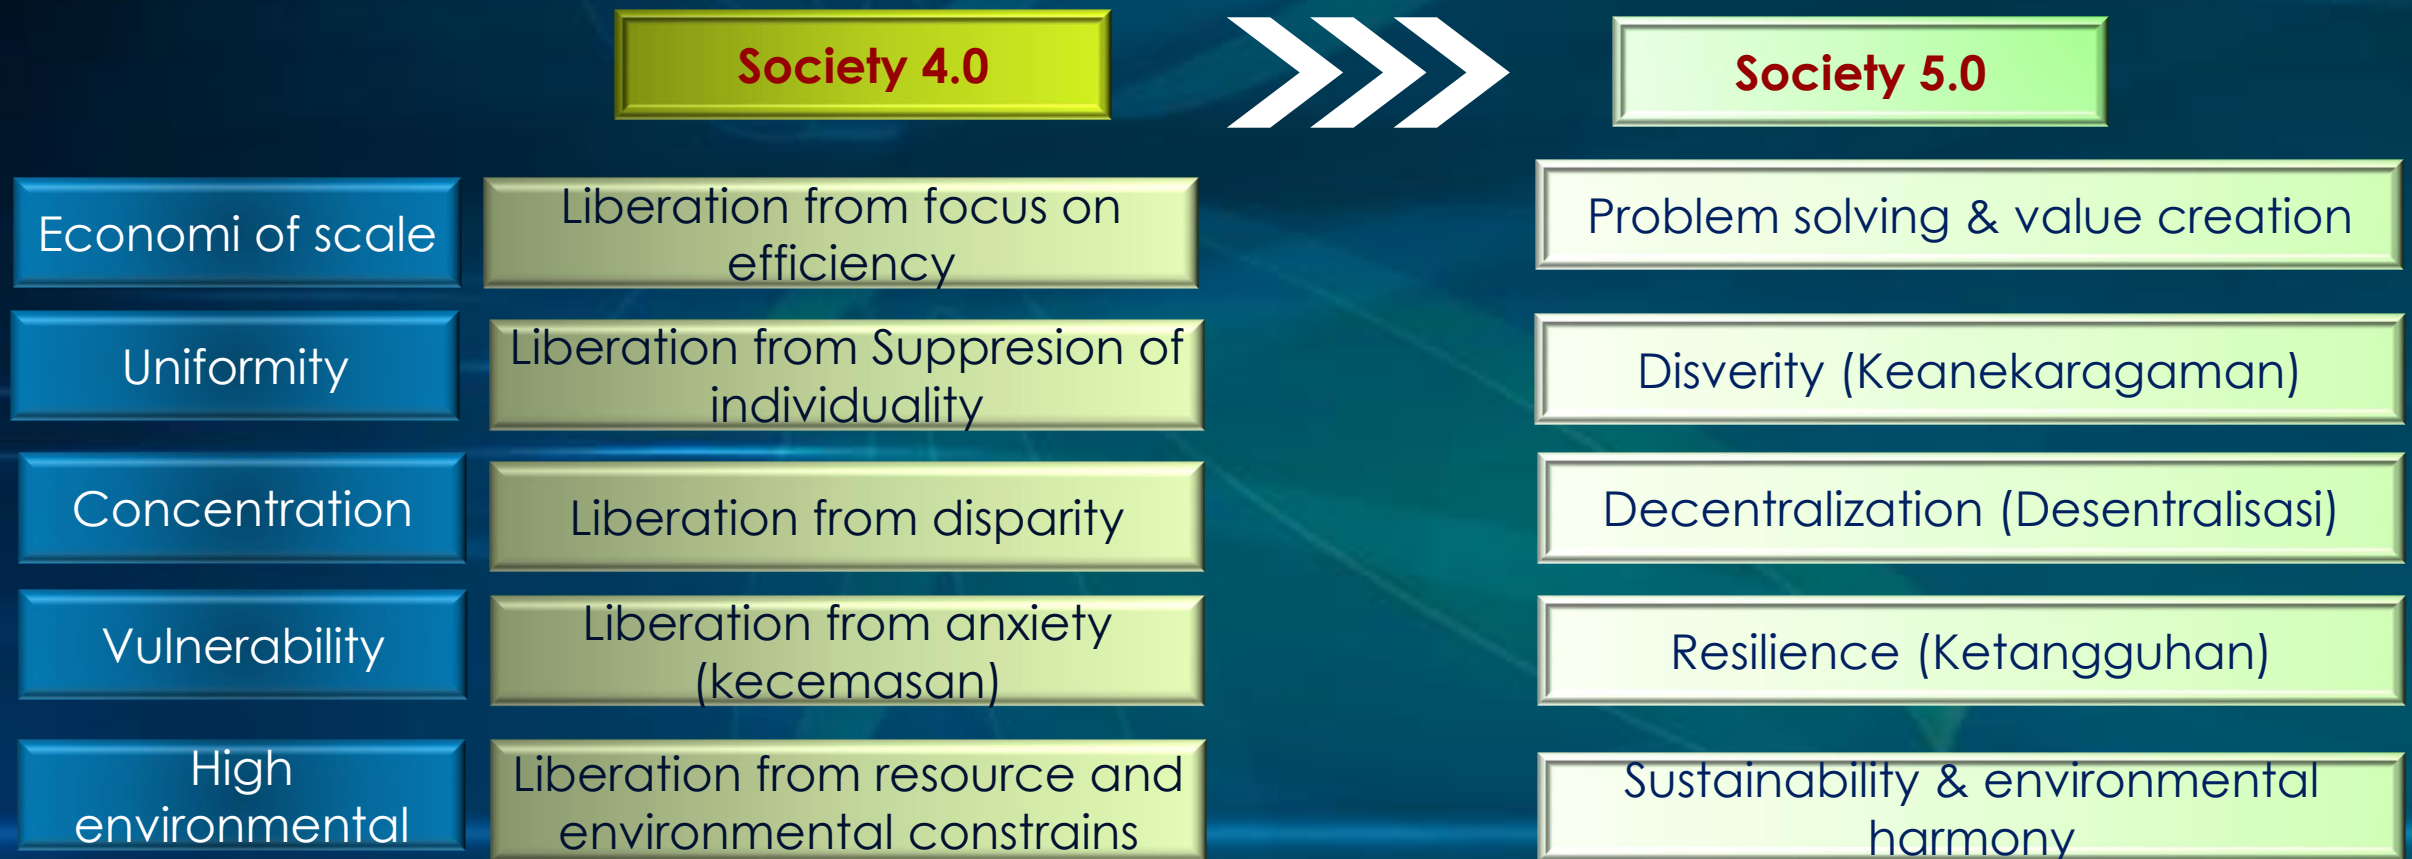 Society 4.0
Society 5.0
Economi of scale
Liberation from focus on
efficiency
Problem solving & value creation
Uniformity
Liberation from Suppresion of
individuality
Disverity (Keanekaragaman)
Concentration
Liberation from disparity
Decentralization (Desentralisasi)
Vulnerability
Liberation from anxiety
(kecemasan)
Resilience (Ketangguhan)
High
environmental
Liberation from resource and
environmental constrains
Sustainability & environmental
harmony